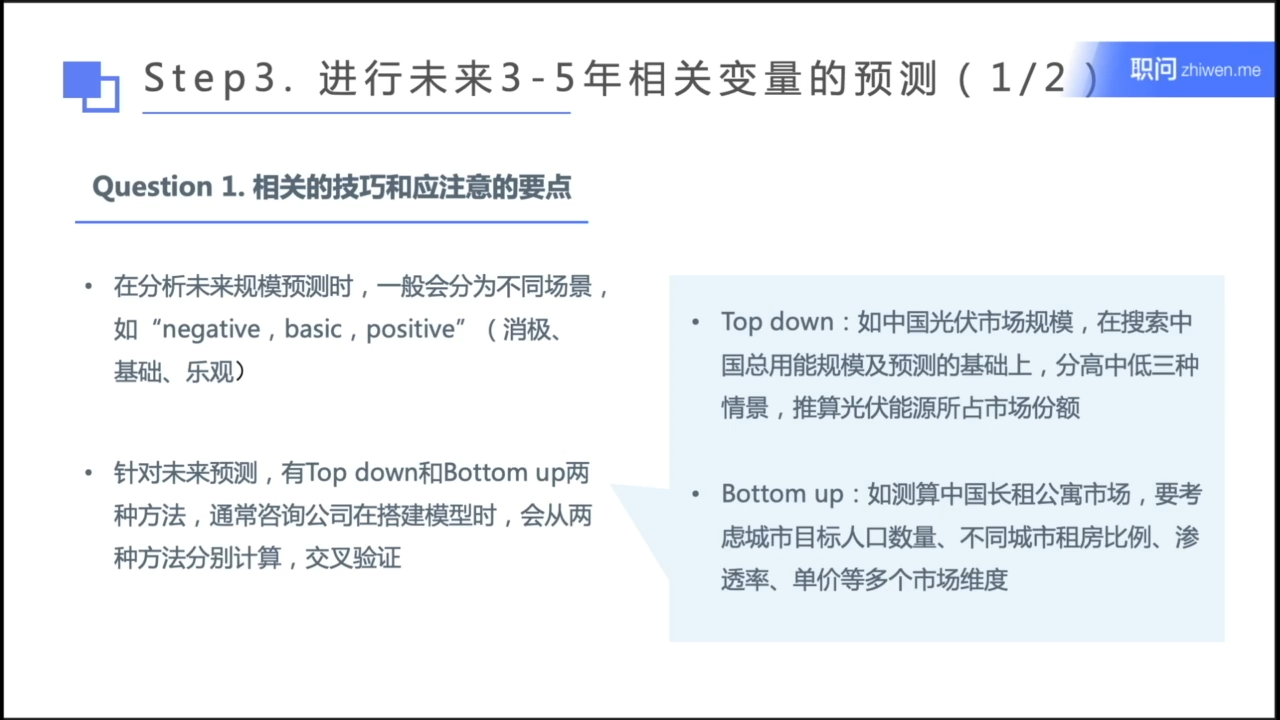 Step3. 进行未来3-5年相关变量的预测（1/2）
职问 zhiwen.me
Question 1. 相关的技巧和应注意的要点
• 在分析未来规模预测时，一般会分为不同场景，
如“negative，basic，positive”（消极、
基础、乐观）
• 针对未来预测，有Top down和Bottom up两
种方法，通常咨询公司在搭建模型时，会从两
种方法分别计算，交叉验证
• Top down：如中国光伏市场规模，在搜索中
国总用能规模及预测的基础上，分高中低三种
情景，推算光伏能源所占市场份额
• Bottom up：如测算中国长租公寓市场，要考
虑城市目标人口数量、不同城市租房比例、渗
透率、单价等多个市场维度